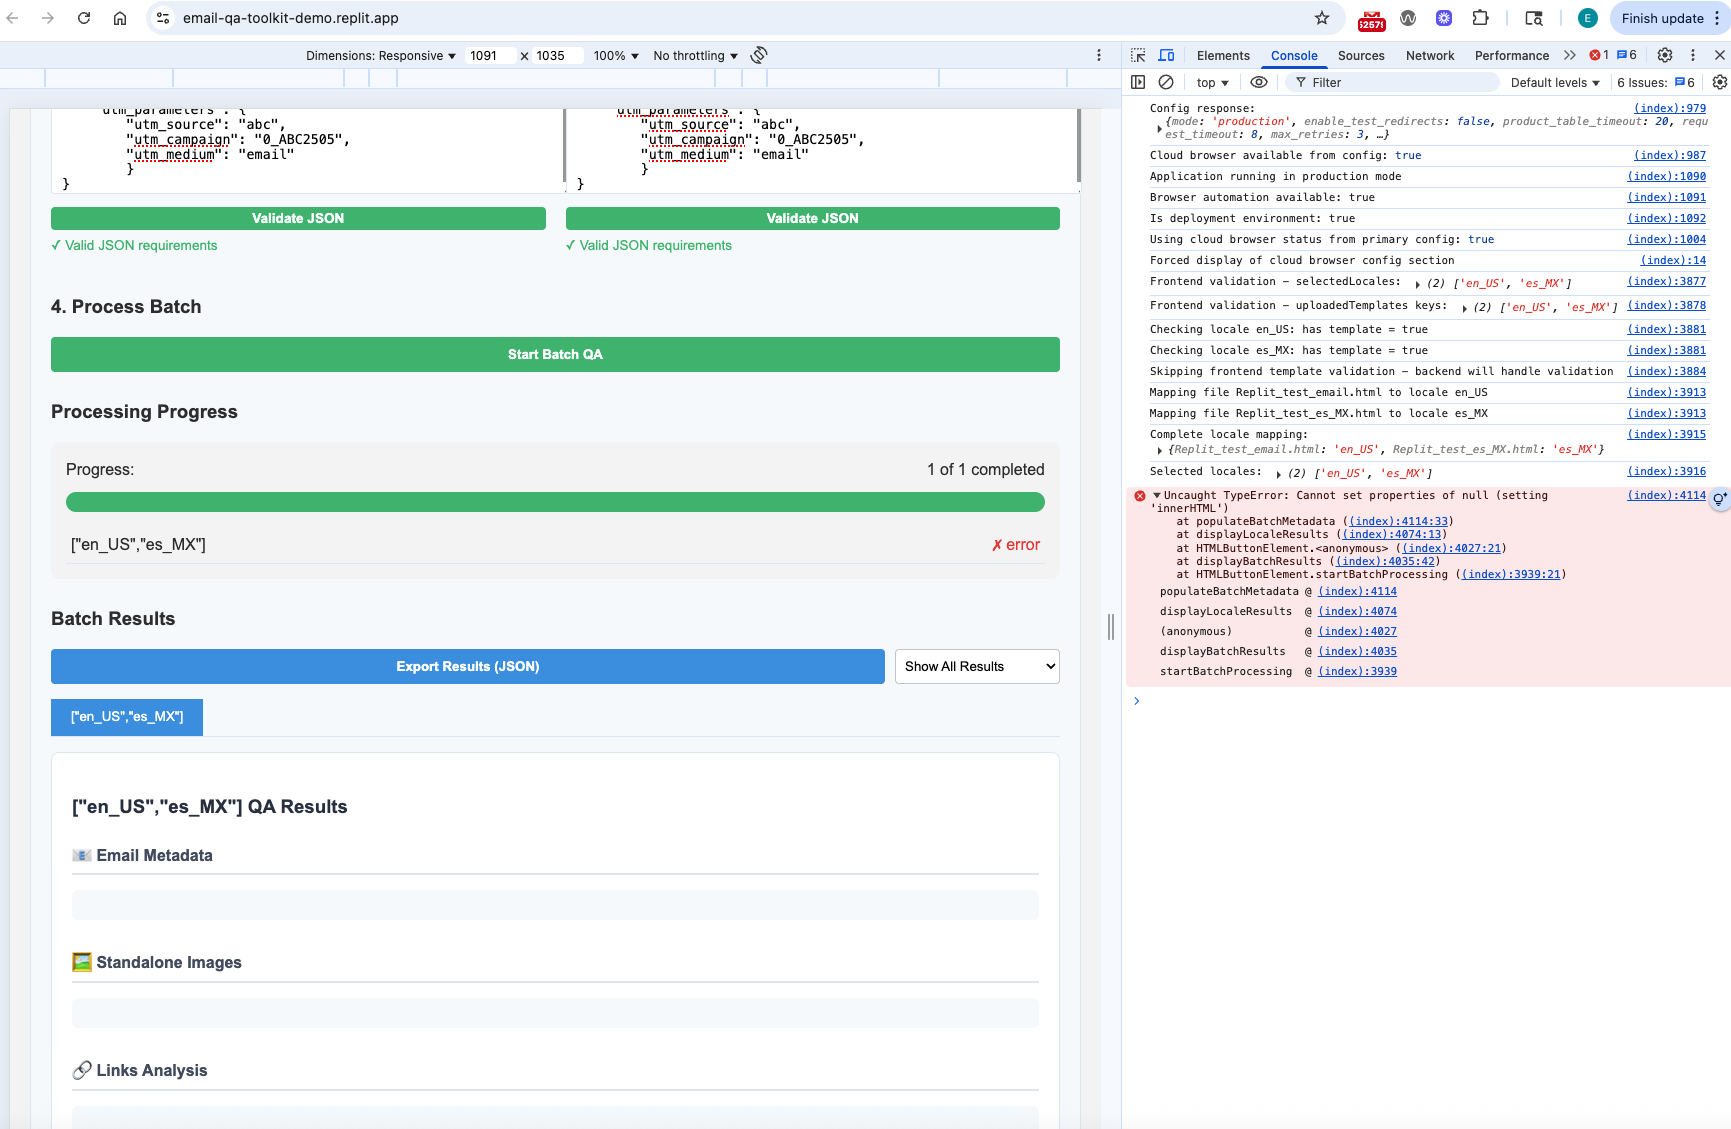 email-qa-toolkit-demo.replit.app
52575
E
Finish update
Dimensions: Responsive
1091
x
1035
100%
No throttling
utm_parameters": {
"utm_source": "abc",
"utm_campaign": "0_ABC2505",
"utm_medium": "email"
}
}
utm_parameters": {
"utm_source": "abc",
"utm_campaign": "0_ABC2505",
"utm_medium": "email"
}
}
Validate JSON
Validate JSON
✓ Valid JSON requirements
✓ Valid JSON requirements
4. Process Batch
Start Batch QA
Processing Progress
Progress:
1 of 1 completed
["en_US","es_MX"]
✗ error
Batch Results
Export Results (JSON)
Show All Results
["en_US","es_MX"]
["en_US","es_MX"] QA Results
📧 Email Metadata
🖼️ Standalone Images
🔗 Links Analysis
Elements
Console
Sources
Network
Performance
1
6
top
Filter
Default levels
6 Issues:
6
Config response:
(index):979
{mode: 'production', enable_test_redirects: false, product_table_timeout: 20, requ
est_timeout: 8, max_retries: 3, …}
Cloud browser available from config: true
(index):987
Application running in production mode
(index):1090
Browser automation available: true
(index):1091
Is deployment environment: true
(index):1092
Using cloud browser status from primary config: true
(index):1004
Forced display of cloud browser config section
(index):14
Frontend validation – selectedLocales: ▸ (2) ['en_US', 'es_MX']
(index):3877
Frontend validation – uploadedTemplates keys: ▸ (2) ['en_US', 'es_MX']
(index):3878
Checking locale en_US: has template = true
(index):3881
Checking locale es_MX: has template = true
(index):3881
Skipping frontend template validation – backend will handle validation
(index):3884
Mapping file Replit_test_email.html to locale en_US
(index):3913
Mapping file Replit_test_es_MX.html to locale es_MX
(index):3913
Complete locale mapping:
(index):3915
▸ {Replit_test_email.html: 'en_US', Replit_test_es_MX.html: 'es_MX'}
Selected locales: ▸ (2) ['en_US', 'es_MX']
(index):3916
▼Uncaught TypeError: Cannot set properties of null (setting
(index):4114
'innerHTML')
at populateBatchMetadata ((index):4114:33)
at displayLocaleResults ((index):4074:13)
at HTMLButtonElement.<anonymous> ((index):4027:21)
at displayBatchResults ((index):4035:42)
at HTMLButtonElement.startBatchProcessing ((index):3939:21)
populateBatchMetadata @ (index):4114
displayLocaleResults @ (index):4074
(anonymous) @ (index):4027
displayBatchResults @ (index):4035
startBatchProcessing @ (index):3939